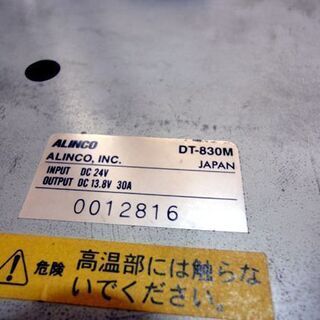 ALINCO DT-830M
ALINCO, INC. JAPAN
INPUT DC 24V
OUTPUT DC 13.8V 30A
0012816
危険 高温部には触らな
いでください。